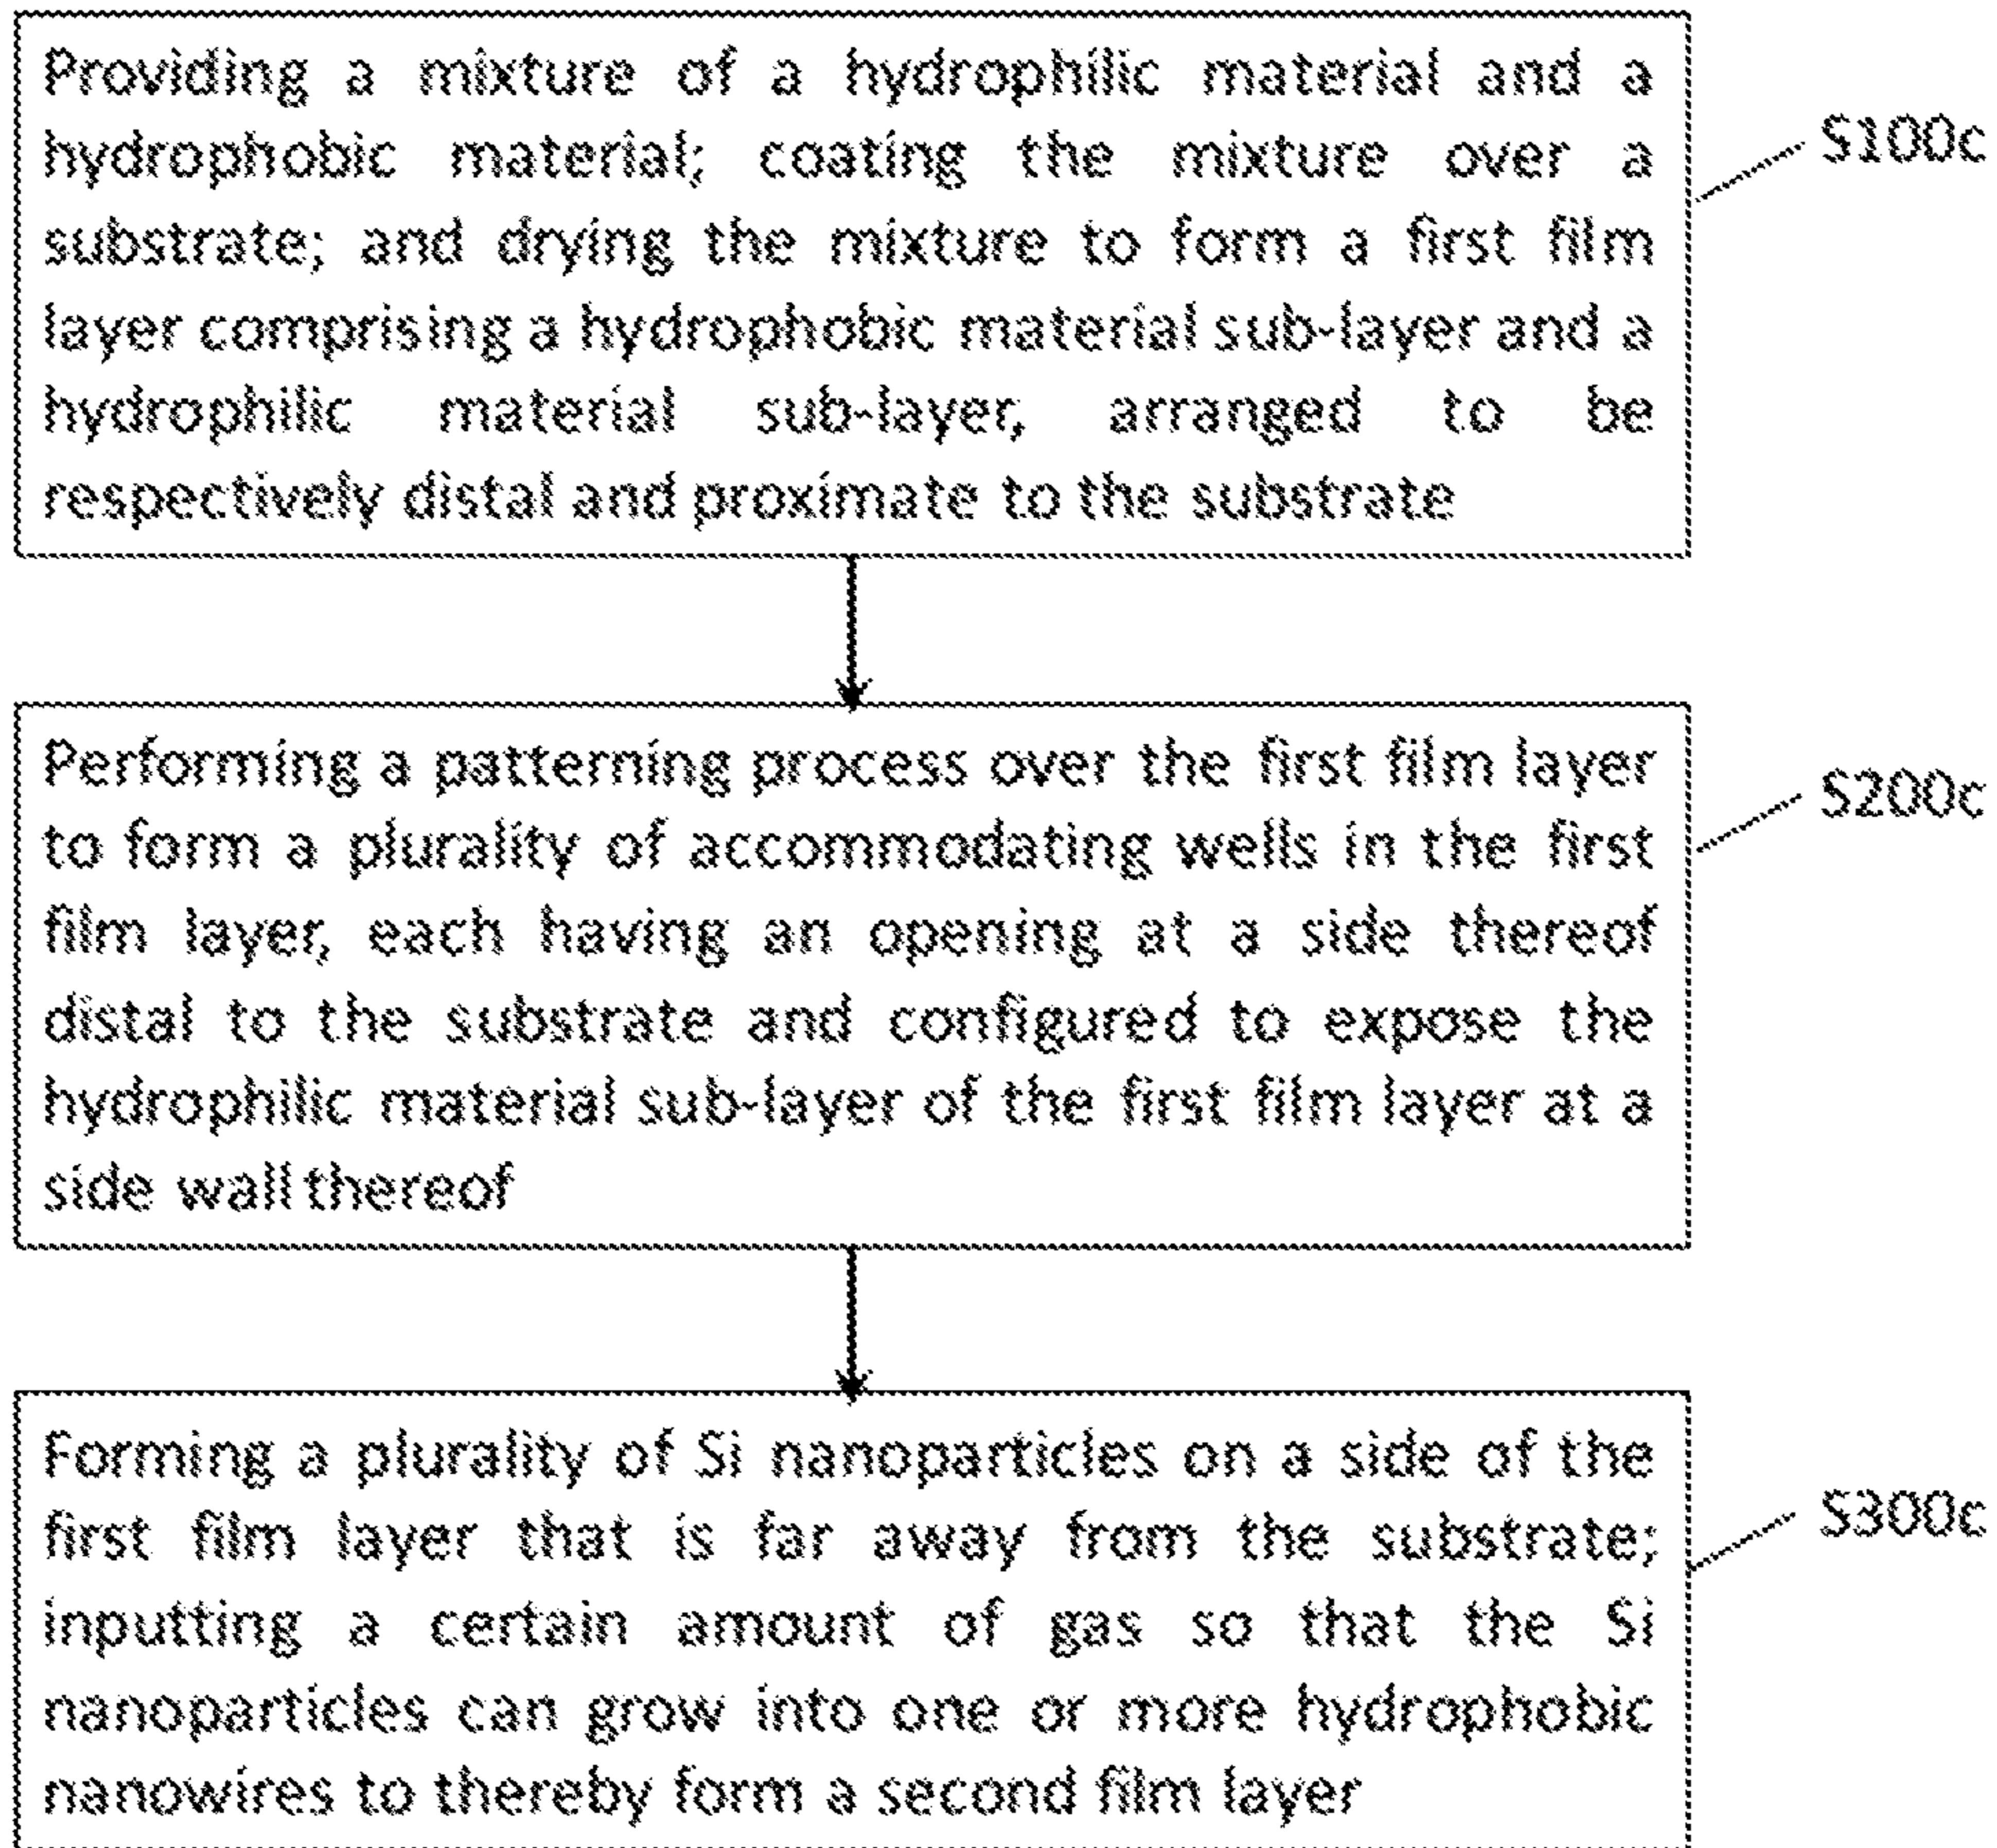 Providing a mixture of a hydrophilic material and a
hydrophobic material; coating the mixture over a
substrate; and drying the mixture to form a first film
layer comprising a hydrophobic material sub-layer and a
hydrophilic material sub-layer, arranged to be
respectively distal and proximate to the substrate
S100c
Performing a patterning process over the first film layer
to form a plurality of accommodating wells in the first
film layer, each having an opening at a side thereof
distal to the substrate and configured to expose the
hydrophilic material sub-layer of the first film layer at a
side wall thereof
S200c
Forming a plurality of Si nanoparticles on a side of the
first film layer that is far away from the substrate;
inputting a certain amount of gas so that the Si
nanoparticles can grow into one or more hydrophobic
nanowires to thereby form a second film layer
S300c